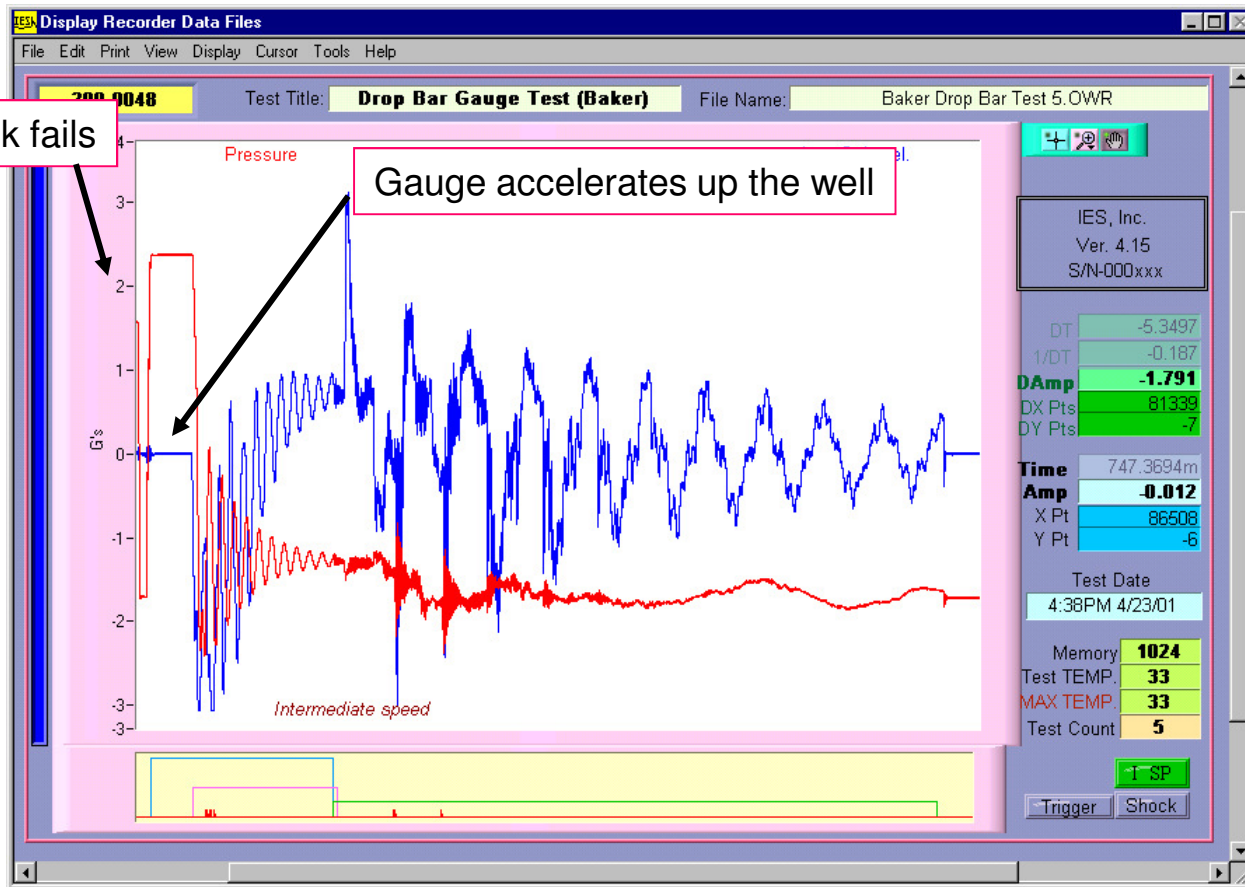 IES Display Recorder Data Files
File Edit Print View Display Cursor Tools Help
Test Title: Drop Bar Gauge Test (Baker) File Name: Baker Drop Bar Test 5.OWR
k fails
Pressure
Gauge accelerates up the well
IES, Inc.
Ver. 4.15
S/N-000xxx
4
3
2
1
0
-1
-2
-3
-3
G's
Intermediate speed
DT -5.3497
1/DT -0.187
DAmp -1.791
DX Pts 81339
DY Pts -7
Time 747.3694m
Amp -0.012
X Pt 86508
Y Pt -6
Test Date
4:38PM 4/23/01
Memory 1024
Test TEMP. 33
MAX TEMP. 33
Test Count 5
Trigger Shock